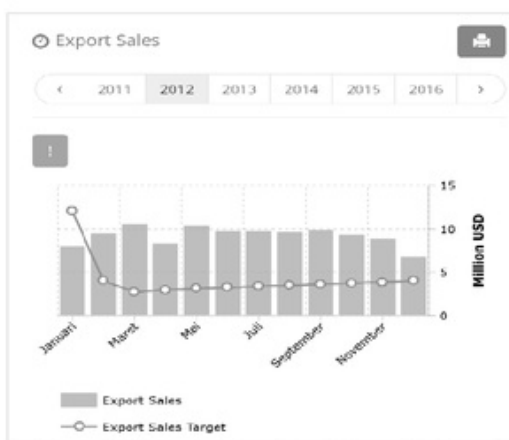 Export Sales
‹ 2011 2012 2013 2014 2015 2016 ›
!
15
10
5
0
Million USD
Januari Maret Mei Juli September November
Export Sales
Export Sales Target